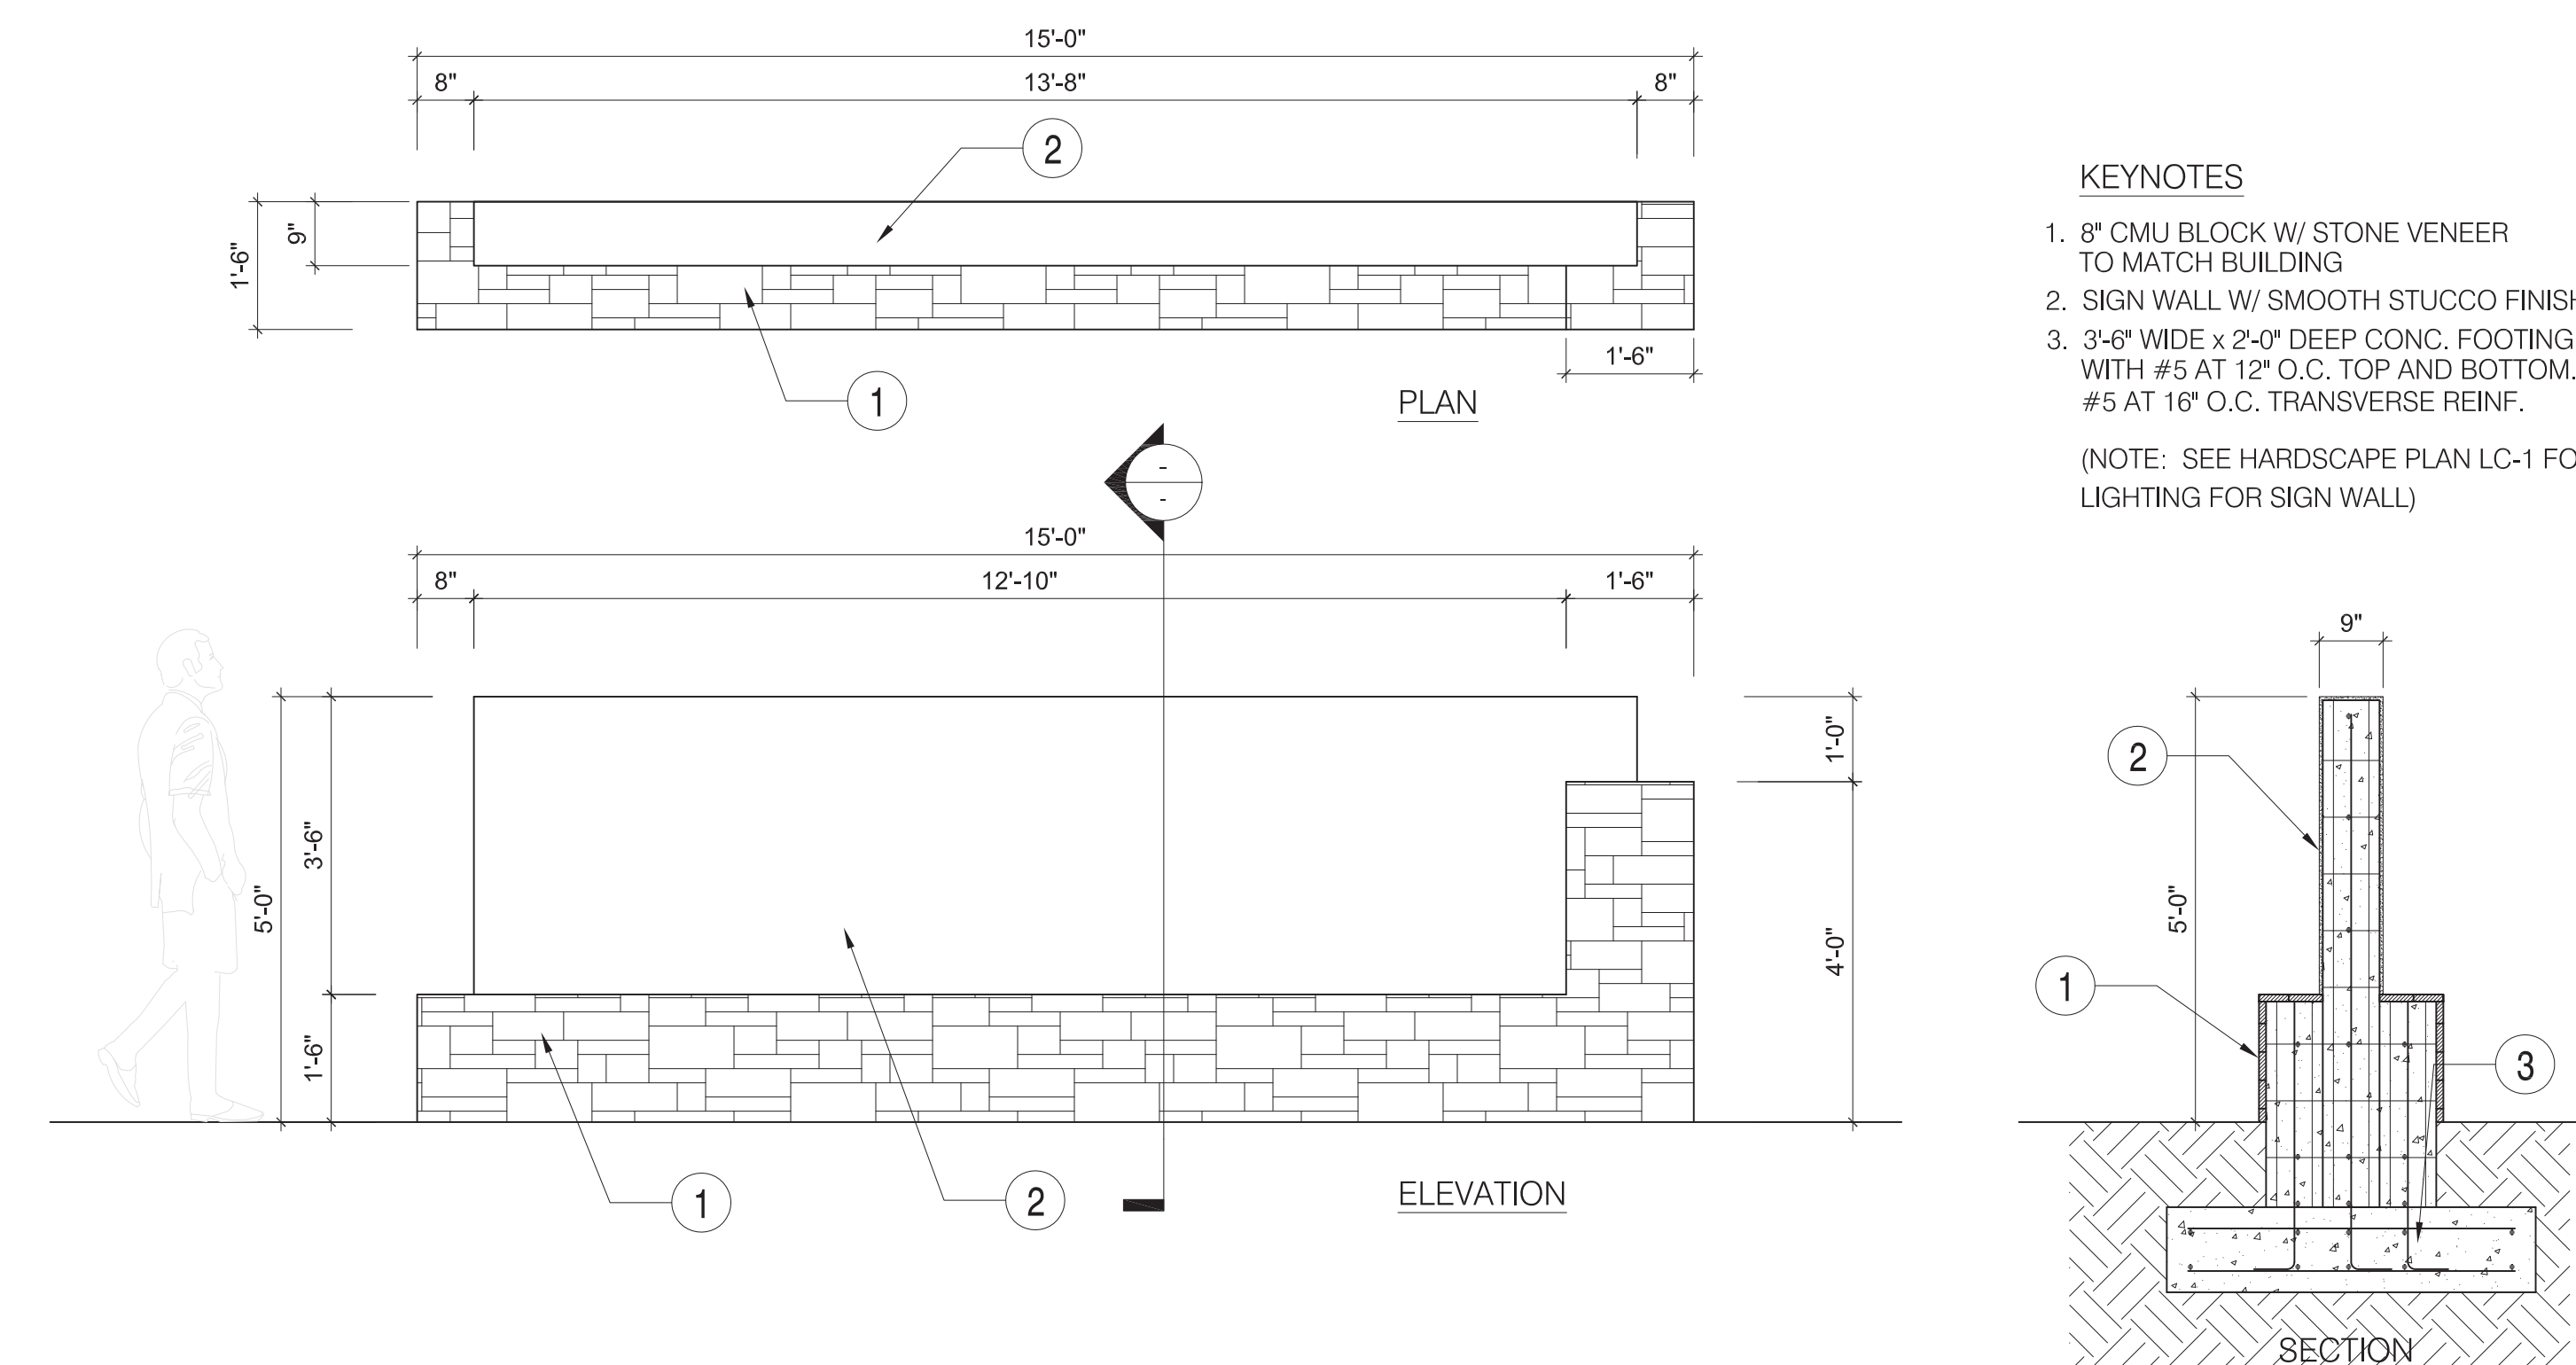 15'-0"
8" 13'-8" 8"
2
1'-6" 9"
1'-6"
1
PLAN
-
-
KEYNOTES
1. 8" CMU BLOCK W/ STONE VENEER
TO MATCH BUILDING
2. SIGN WALL W/ SMOOTH STUCCO FINISH
3. 3'-6" WIDE x 2'-0" DEEP CONC. FOOTING
WITH #5 AT 12" O.C. TOP AND BOTTOM.
#5 AT 16" O.C. TRANSVERSE REINF.
(NOTE: SEE HARDSCAPE PLAN LC-1 FO
LIGHTING FOR SIGN WALL)
15'-0"
8" 12'-10" 1'-6"
5'-0" 3'-6" 1'-6"
1'-0"
4'-0"
1
2
ELEVATION
9"
2
5'-0"
1
3
SECTION